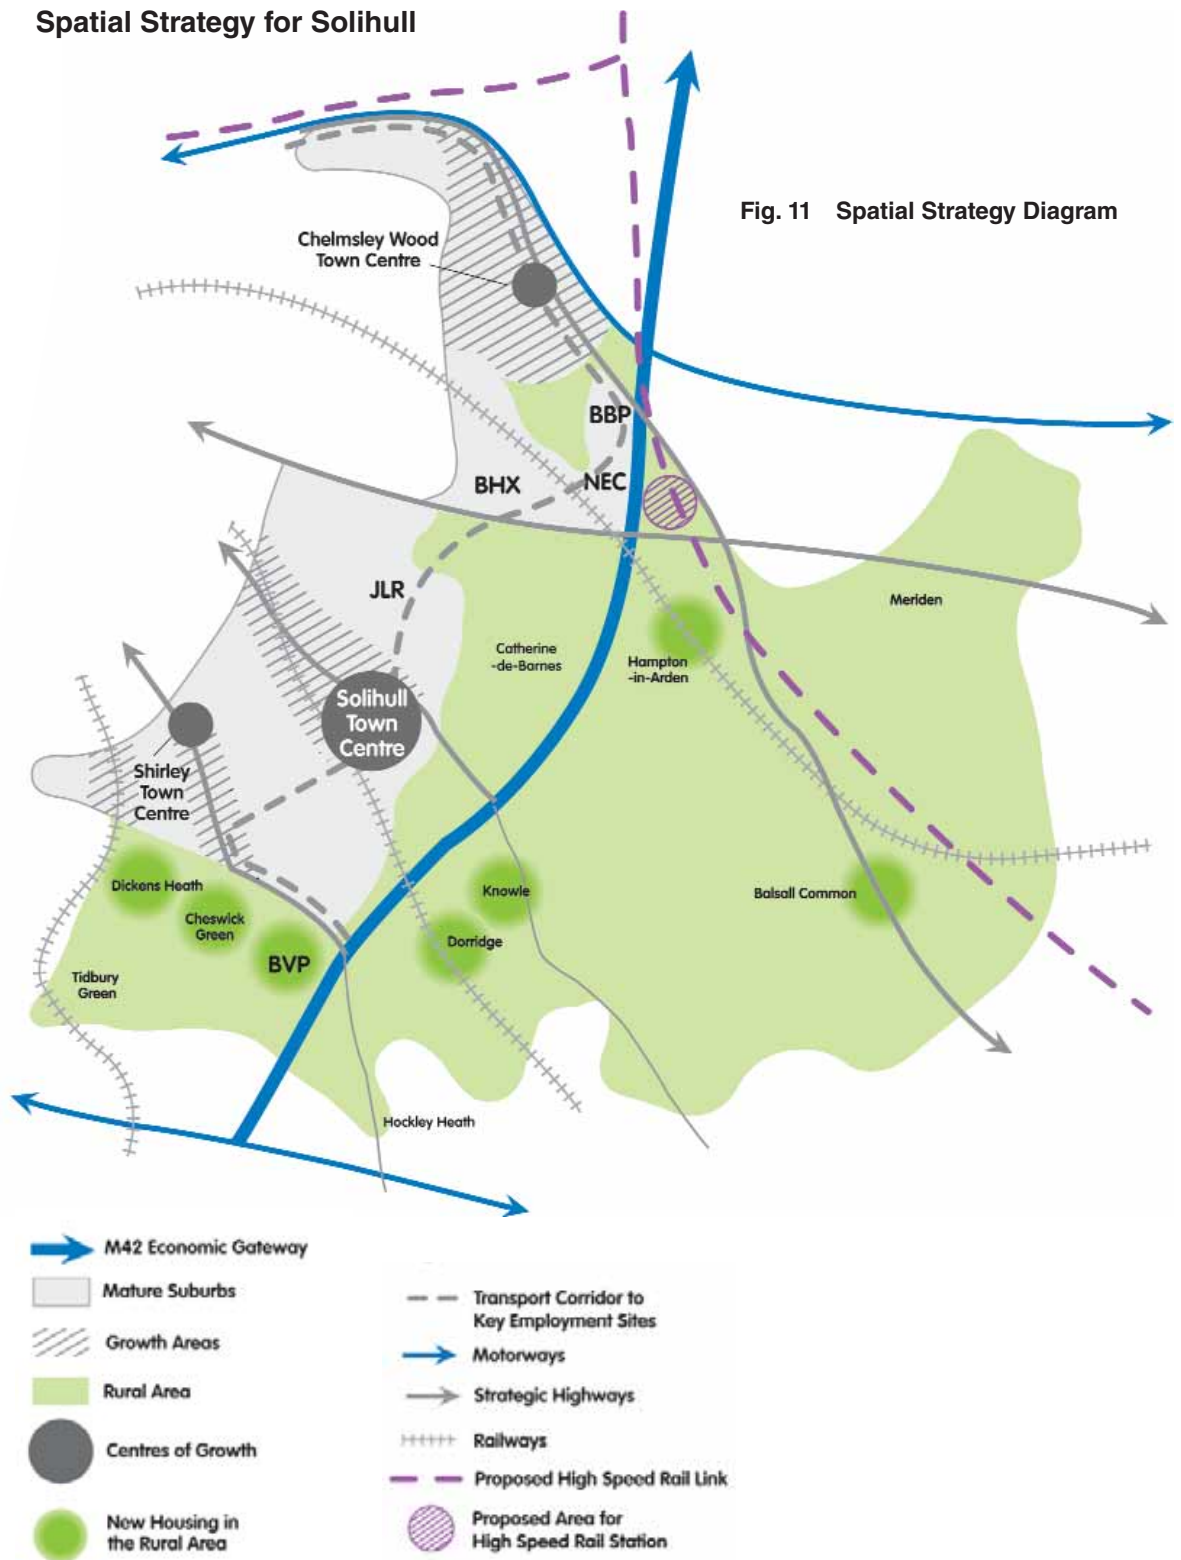 Spatial Strategy for Solihull
Fig. 11 Spatial Strategy Diagram
Chelmsley Wood
Town Centre
BBP
NEC
BHX
JLR
Meriden
Catherine
-de-Barnes
Hampton
-in-Arden
Solihull
Town
Centre
Shirley
Town
Centre
Dickens Heath
Cheswick
Green
BVP
Knowle
Dorridge
Balsall Common
Tidbury
Green
Hockley Heath
M42 Economic Gateway
Mature Suburbs
Growth Areas
Rural Area
Centres of Growth
New Housing in
the Rural Area
Transport Corridor to
Key Employment Sites
Motorways
Strategic Highways
Railways
Proposed High Speed Rail Link
Proposed Area for
High Speed Rail Station